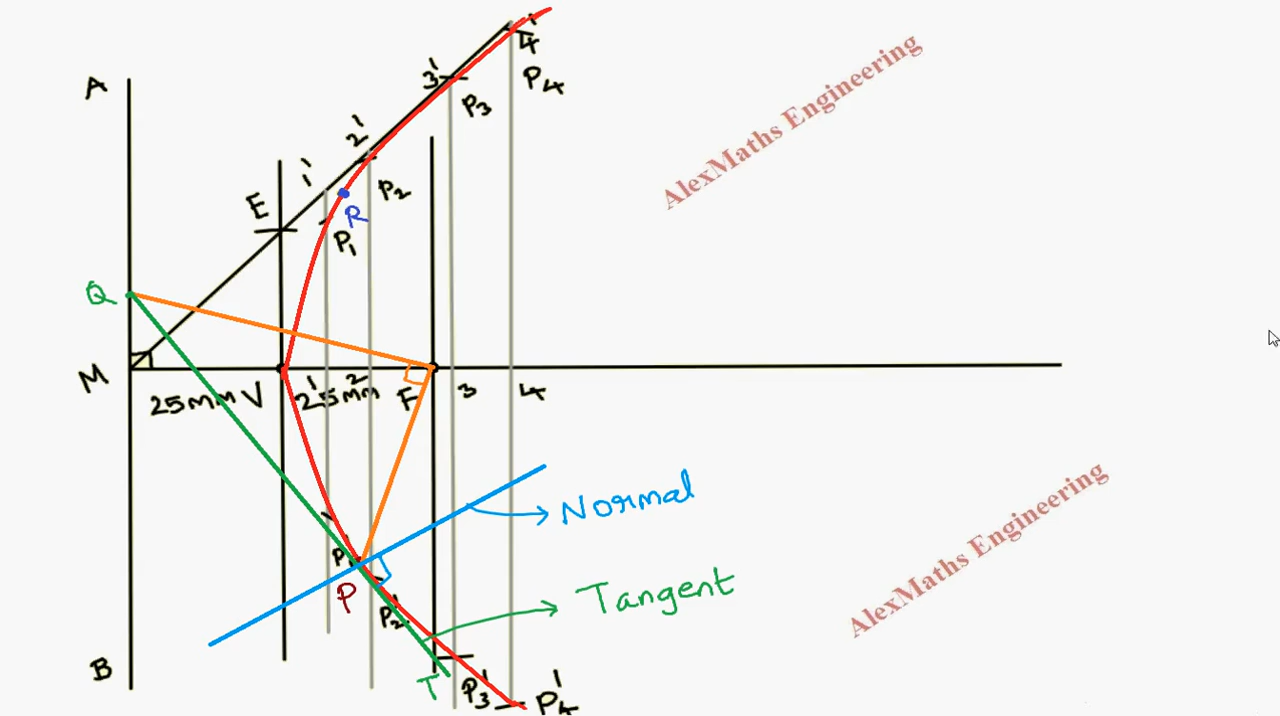 A
4'
P4
3'
P3
2'
P2
1'
E
R
P1
Q
M
25mm
V
1
25mm
2
F
3
4
Normal
P1'
P
Tangent
P2'
B
T
P3'
P4'
AlexMaths Engineering
AlexMaths Engineering